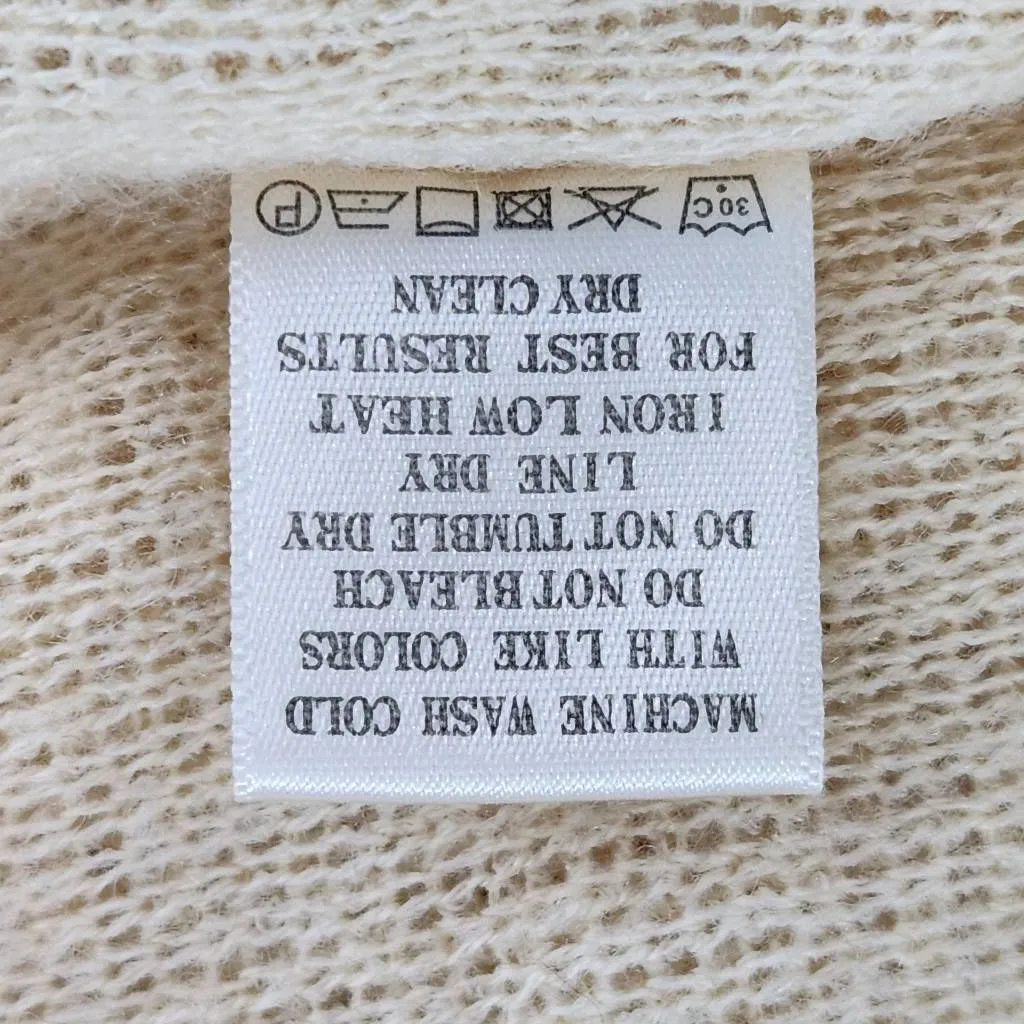 MACHINE WASH COLD
WITH LIKE COLORS
DO NOT BLEACH
DO NOT TUMBLE DRY
LINE DRY
IRON LOW HEAT
FOR BEST RESULTS
DRY CLEAN
30C P